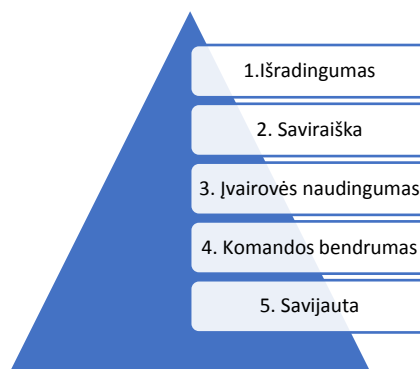 1.Išradingumas
2. Saviraiška
3. Įvairovės naudingumas
4. Komandos bendrumas
5. Savijauta